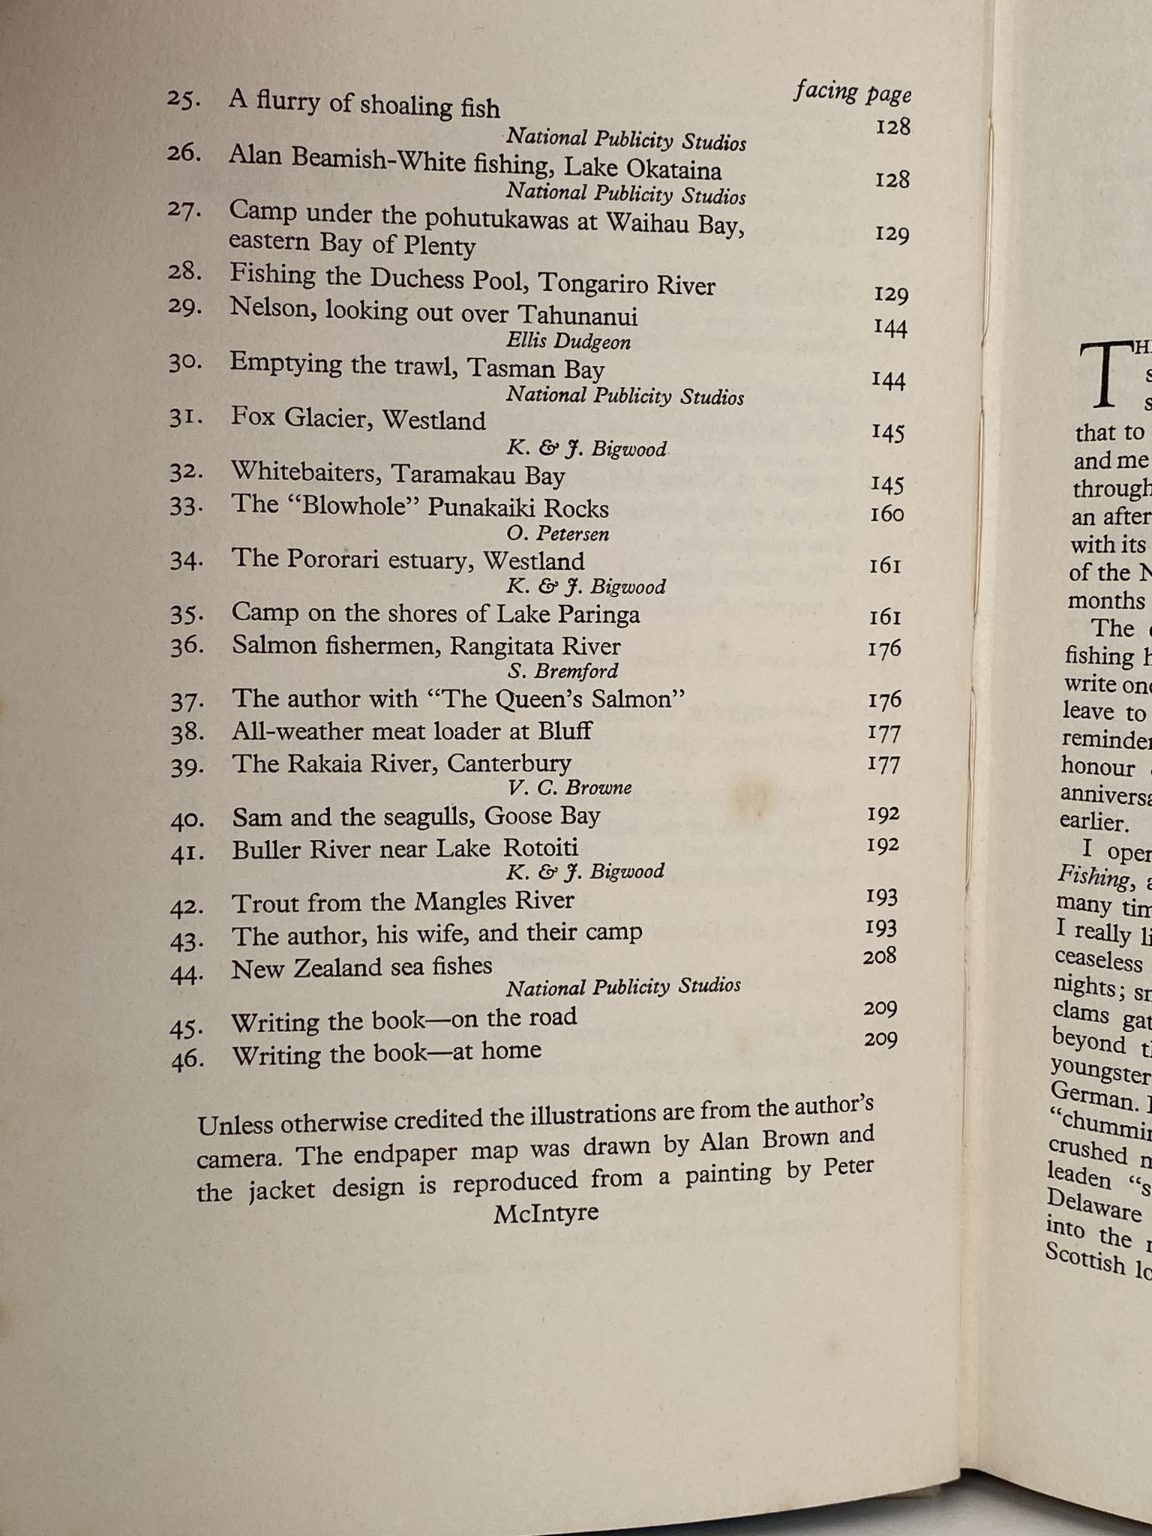 facing page
25. A flurry of shoaling fish 128
National Publicity Studios
26. Alan Beamish-White fishing, Lake Okataina 128
National Publicity Studios
27. Camp under the pohutukawas at Waihau Bay,
eastern Bay of Plenty 129
28. Fishing the Duchess Pool, Tongariro River 129
29. Nelson, looking out over Tahunanui 144
Ellis Dudgeon
30. Emptying the trawl, Tasman Bay 144
National Publicity Studios
31. Fox Glacier, Westland 145
K. & J. Bigwood
32. Whitebaiters, Taramakau Bay 145
33. The “Blowhole” Punakaiki Rocks 160
O. Petersen
34. The Pororari estuary, Westland 161
K. & J. Bigwood
35. Camp on the shores of Lake Paringa 161
36. Salmon fishermen, Rangitata River 176
S. Bremford
37. The author with “The Queen’s Salmon” 176
38. All-weather meat loader at Bluff 177
39. The Rakaia River, Canterbury 177
V. C. Browne
40. Sam and the seagulls, Goose Bay 192
41. Buller River near Lake Rotoiti 192
K. & J. Bigwood
42. Trout from the Mangles River 193
43. The author, his wife, and their camp 193
44. New Zealand sea fishes 208
National Publicity Studios
45. Writing the book—on the road 209
46. Writing the book—at home 209
Unless otherwise credited the illustrations are from the author’s
camera. The endpaper map was drawn by Alan Brown and
the jacket design is reproduced from a painting by Peter
McIntyre
that to
and me
through
an after
with its
of the N
months
The
fishing h
write on
leave to
reminder
honour
annivers
earlier.
I oper
Fishing, a
many tim
I really li
ceaseless
nights; sn
clams gat
beyond th
youngster
German. I
“chummin
crushed m
leaden “s
Delaware
into the r
Scottish lo